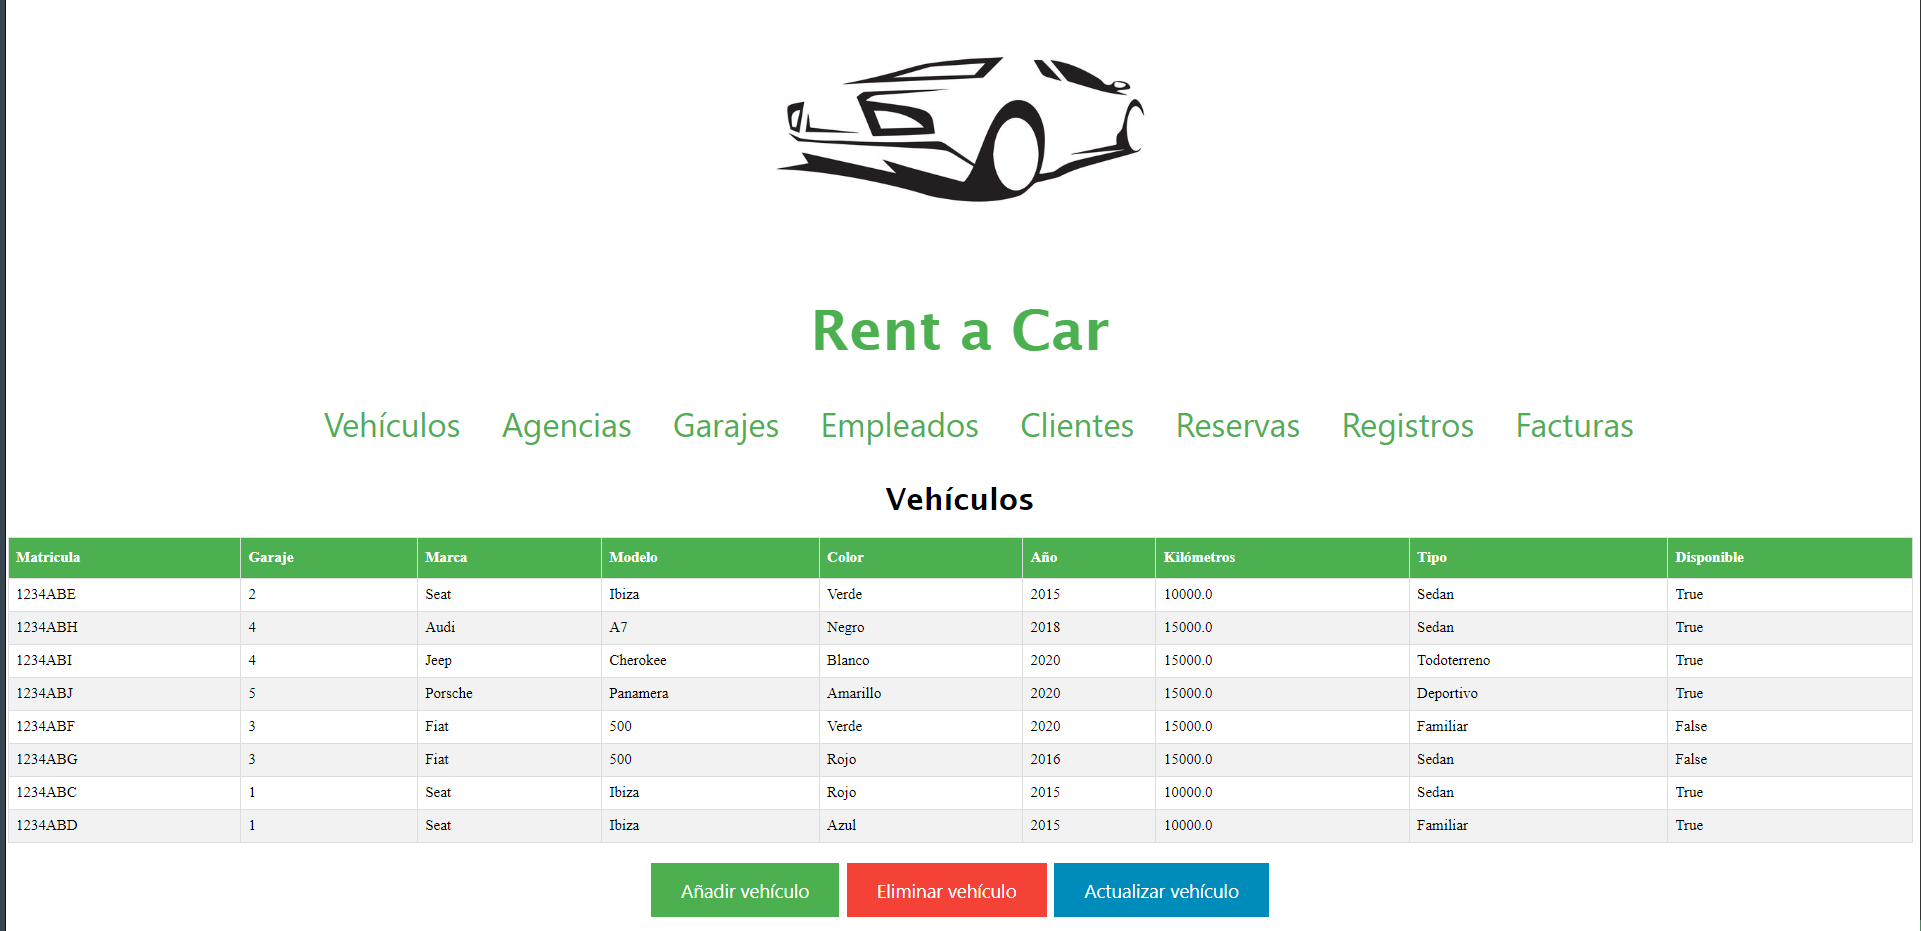 Rent a Car
Vehículos Agencias Garajes Empleados Clientes Reservas Registros Facturas
Vehículos
Matricula Garaje Marca Modelo Color Año Kilómetros Tipo Disponible
1234ABE 2 Seat Ibiza Verde 2015 10000.0 Sedan True
1234ABH 4 Audi A7 Negro 2018 15000.0 Sedan True
1234ABI 4 Jeep Cherokee Blanco 2020 15000.0 Todoterreno True
1234ABJ 5 Porsche Panamera Amarillo 2020 15000.0 Deportivo True
1234ABF 3 Fiat 500 Verde 2020 15000.0 Familiar False
1234ABG 3 Fiat 500 Rojo 2016 15000.0 Sedan False
1234ABC 1 Seat Ibiza Rojo 2015 10000.0 Sedan True
1234ABD 1 Seat Ibiza Azul 2015 10000.0 Familiar True
Añadir vehículo Eliminar vehículo Actualizar vehículo